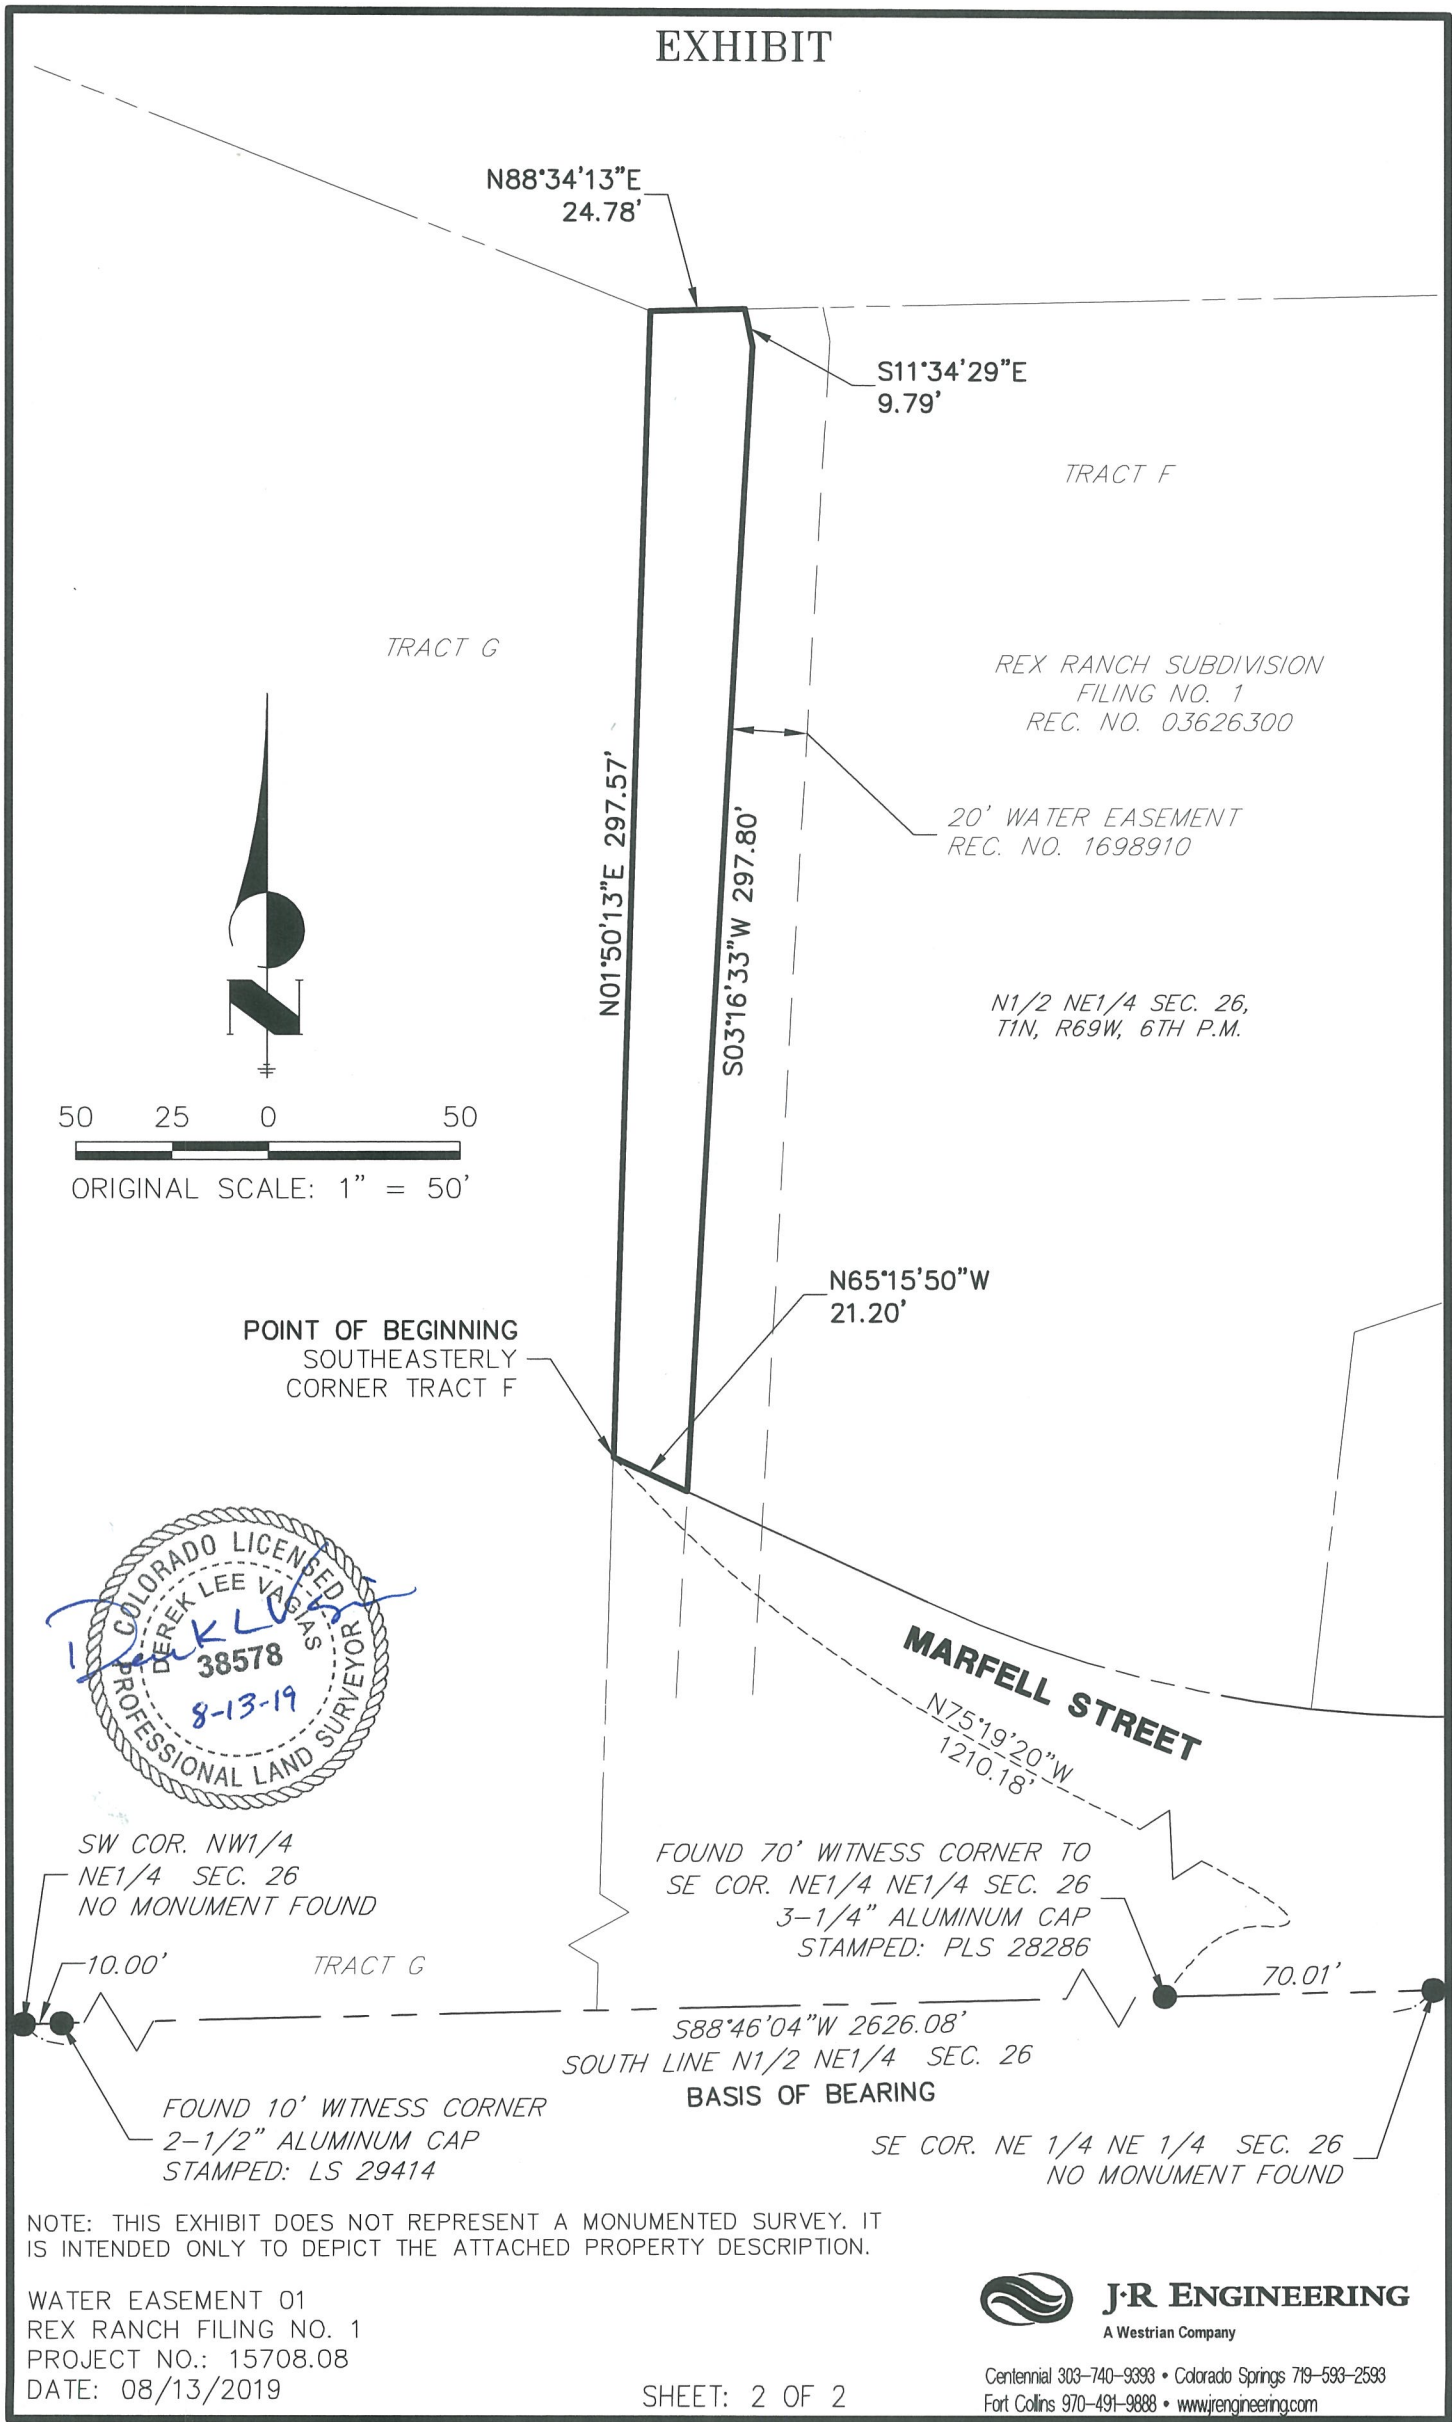 EXHIBIT
N88°34'13"E
24.78'
S11°34'29"E
9.79'
TRACT F
TRACT G
REX RANCH SUBDIVISION
FILING NO. 1
REC. NO. 03626300
N01°50'13"E 297.57'
S03°16'33"W 297.80'
20' WATER EASEMENT
REC. NO. 1698910
N
N1/2 NE1/4 SEC. 26,
T1N, R69W, 6TH P.M.
50 25 0 50
ORIGINAL SCALE: 1" = 50'
N65°15'50"W
21.20'
POINT OF BEGINNING
SOUTHEASTERLY
CORNER TRACT F
COLORADO LICENSED
PROFESSIONAL LAND SURVEYOR
DEREK LEE VAGIAS
38578
8-13-19
MARFELL STREET
N75°19'20"W
1210.18'
SW COR. NW1/4
NE1/4 SEC. 26
NO MONUMENT FOUND
FOUND 70' WITNESS CORNER TO
SE COR. NE1/4 NE1/4 SEC. 26
3-1/4" ALUMINUM CAP
STAMPED: PLS 28286
10.00'
TRACT G
70.01'
S88°46'04"W 2626.08'
SOUTH LINE N1/2 NE1/4 SEC. 26
BASIS OF BEARING
FOUND 10' WITNESS CORNER
2-1/2" ALUMINUM CAP
STAMPED: LS 29414
SE COR. NE 1/4 NE 1/4 SEC. 26
NO MONUMENT FOUND
NOTE: THIS EXHIBIT DOES NOT REPRESENT A MONUMENTED SURVEY. IT
IS INTENDED ONLY TO DEPICT THE ATTACHED PROPERTY DESCRIPTION.
WATER EASEMENT 01
REX RANCH FILING NO. 1
PROJECT NO.: 15708.08
DATE: 08/13/2019
SHEET: 2 OF 2
J·R ENGINEERING
A Westrian Company
Centennial 303-740-9393 • Colorado Springs 719-593-2593
Fort Collins 970-491-9888 • www.jrengineering.com